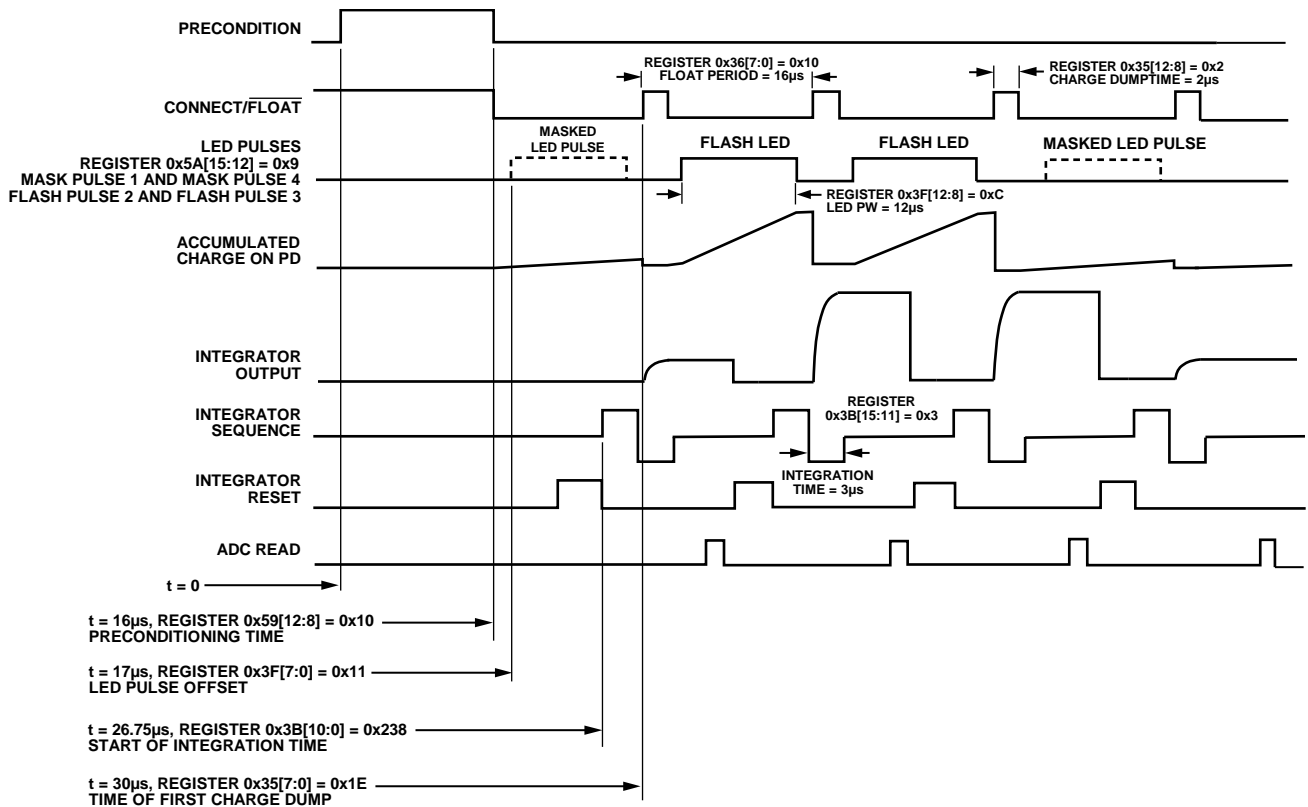 PRECONDITION
REGISTER 0x36[7:0] = 0x10
FLOAT PERIOD = 16µs
REGISTER 0x35[12:8] = 0x2
CHARGE DUMPTIME = 2µs
CONNECT/FLOAT
LED PULSES
REGISTER 0x5A[15:12] = 0x9
MASK PULSE 1 AND MASK PULSE 4
FLASH PULSE 2 AND FLASH PULSE 3
MASKED
LED PULSE
FLASH LED
FLASH LED
MASKED LED PULSE
REGISTER 0x3F[12:8] = 0xC
LED PW = 12µs
ACCUMULATED
CHARGE ON PD
INTEGRATOR
OUTPUT
INTEGRATOR
SEQUENCE
REGISTER
0x3B[15:11] = 0x3
INTEGRATION
TIME = 3µs
INTEGRATOR
RESET
ADC READ
t = 0
t = 16µs, REGISTER 0x59[12:8] = 0x10
PRECONDITIONING TIME
t = 17µs, REGISTER 0x3F[7:0] = 0x11
LED PULSE OFFSET
t = 26.75µs, REGISTER 0x3B[10:0] = 0x238
START OF INTEGRATION TIME
t = 30µs, REGISTER 0x35[7:0] = 0x1E
TIME OF FIRST CHARGE DUMP